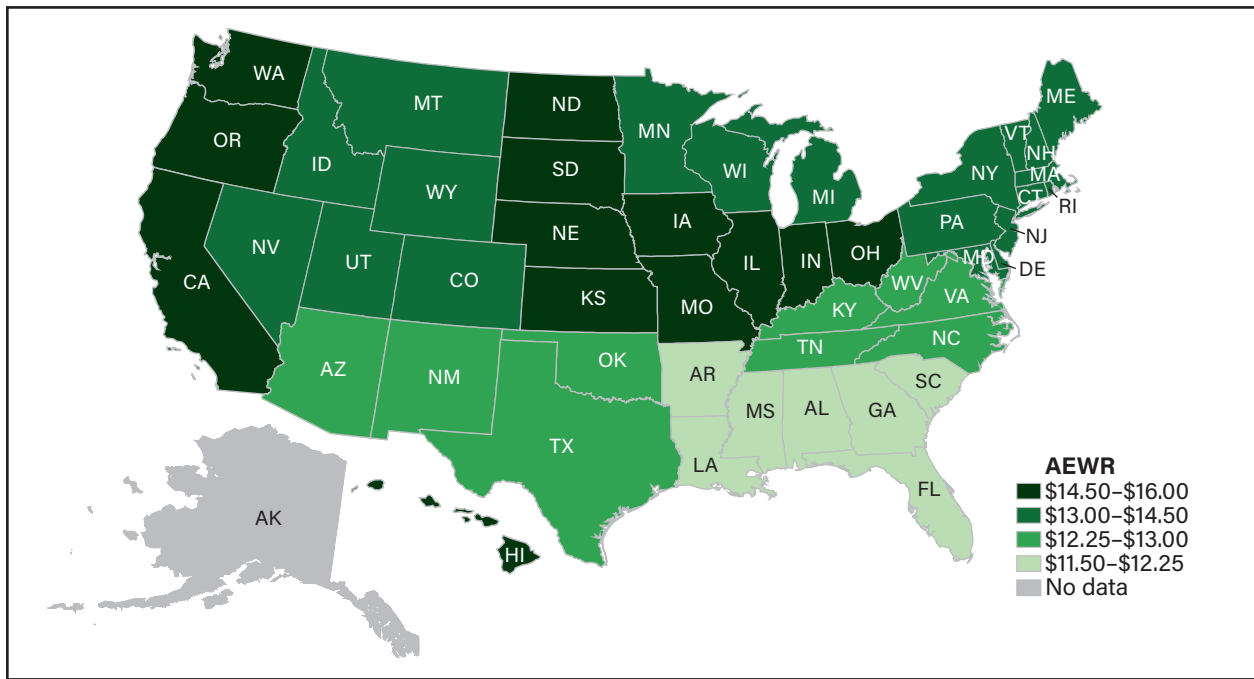 WA
MT
ND
MN
ME
OR
ID
SD
WI
MI
VT
NH
NY
MA
CT
RI
WY
NE
IA
PA
NJ
NV
UT
CO
IL
IN
OH
MD
DE
CA
KS
MO
WV
VA
KY
AZ
NM
OK
AR
TN
NC
SC
TX
LA
MS
AL
GA
FL
AK
HI
AEWR
$14.50–$16.00
$13.00–$14.50
$12.25–$13.00
$11.50–$12.25
No data